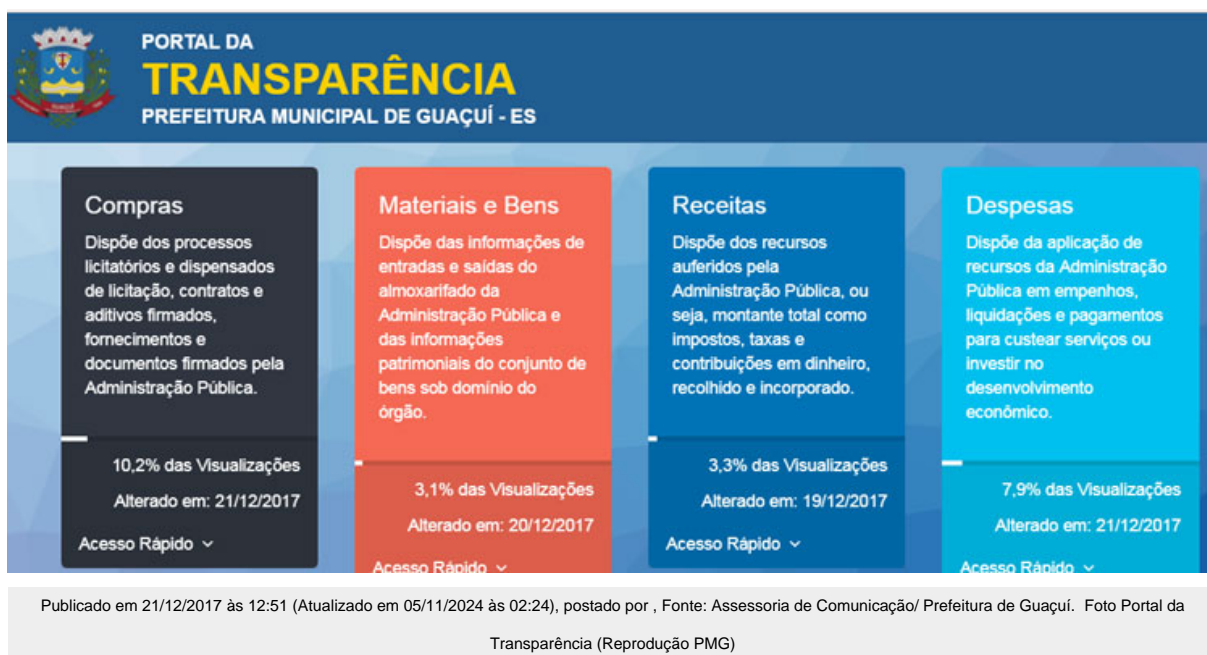 PORTAL DA
TRANSPARÊNCIA
PREFEITURA MUNICIPAL DE GUAÇUÍ - ES
Compras
Dispõe dos processos
licitatórios e dispensados
de licitação, contratos e
aditivos firmados,
fornecimentos e
documentos firmados pela
Administração Pública.
10,2% das Visualizações
Alterado em: 21/12/2017
Acesso Rápido
Materiais e Bens
Dispõe das informações de
entradas e saídas do
almoxarifado da
Administração Pública e
das informações
patrimoniais do conjunto de
bens sob domínio do
órgão.
3,1% das Visualizações
Alterado em: 20/12/2017
Acesso Rápido
Receitas
Dispõe dos recursos
auferidos pela
Administração Pública, ou
seja, montante total como
impostos, taxas e
contribuições em dinheiro,
recolhido e incorporado.
3,3% das Visualizações
Alterado em: 19/12/2017
Acesso Rápido
Despesas
Dispõe da aplicação de
recursos da Administração
Pública em empenhos,
liquidações e pagamentos
para custear serviços ou
investir no
desenvolvimento
econômico.
7,9% das Visualizações
Alterado em: 21/12/2017
Acesso Rápido
Publicado em 21/12/2017 às 12:51 (Atualizado em 05/11/2024 às 02:24), postado por , Fonte: Assessoria de Comunicação/ Prefeitura de Guaçuí. Foto Portal da
Transparência (Reprodução PMG)